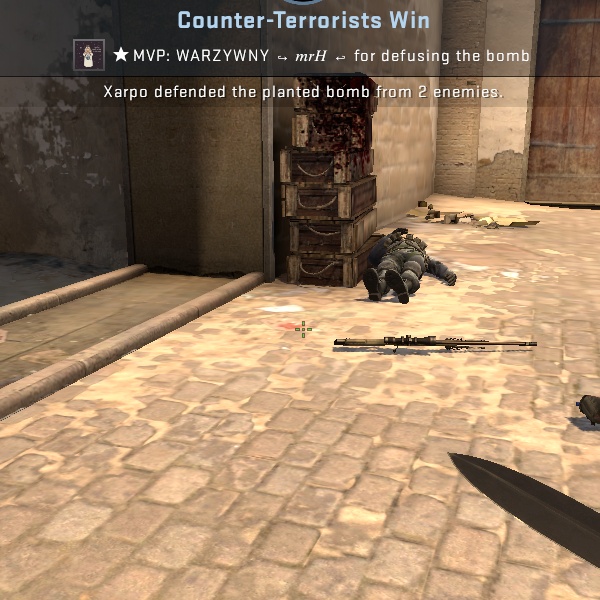 Counter-Terrorists Win
★MVP: WARZYWNY ↪ mrH ↩ for defusing the bomb
Xarpo defended the planted bomb from 2 enemies.